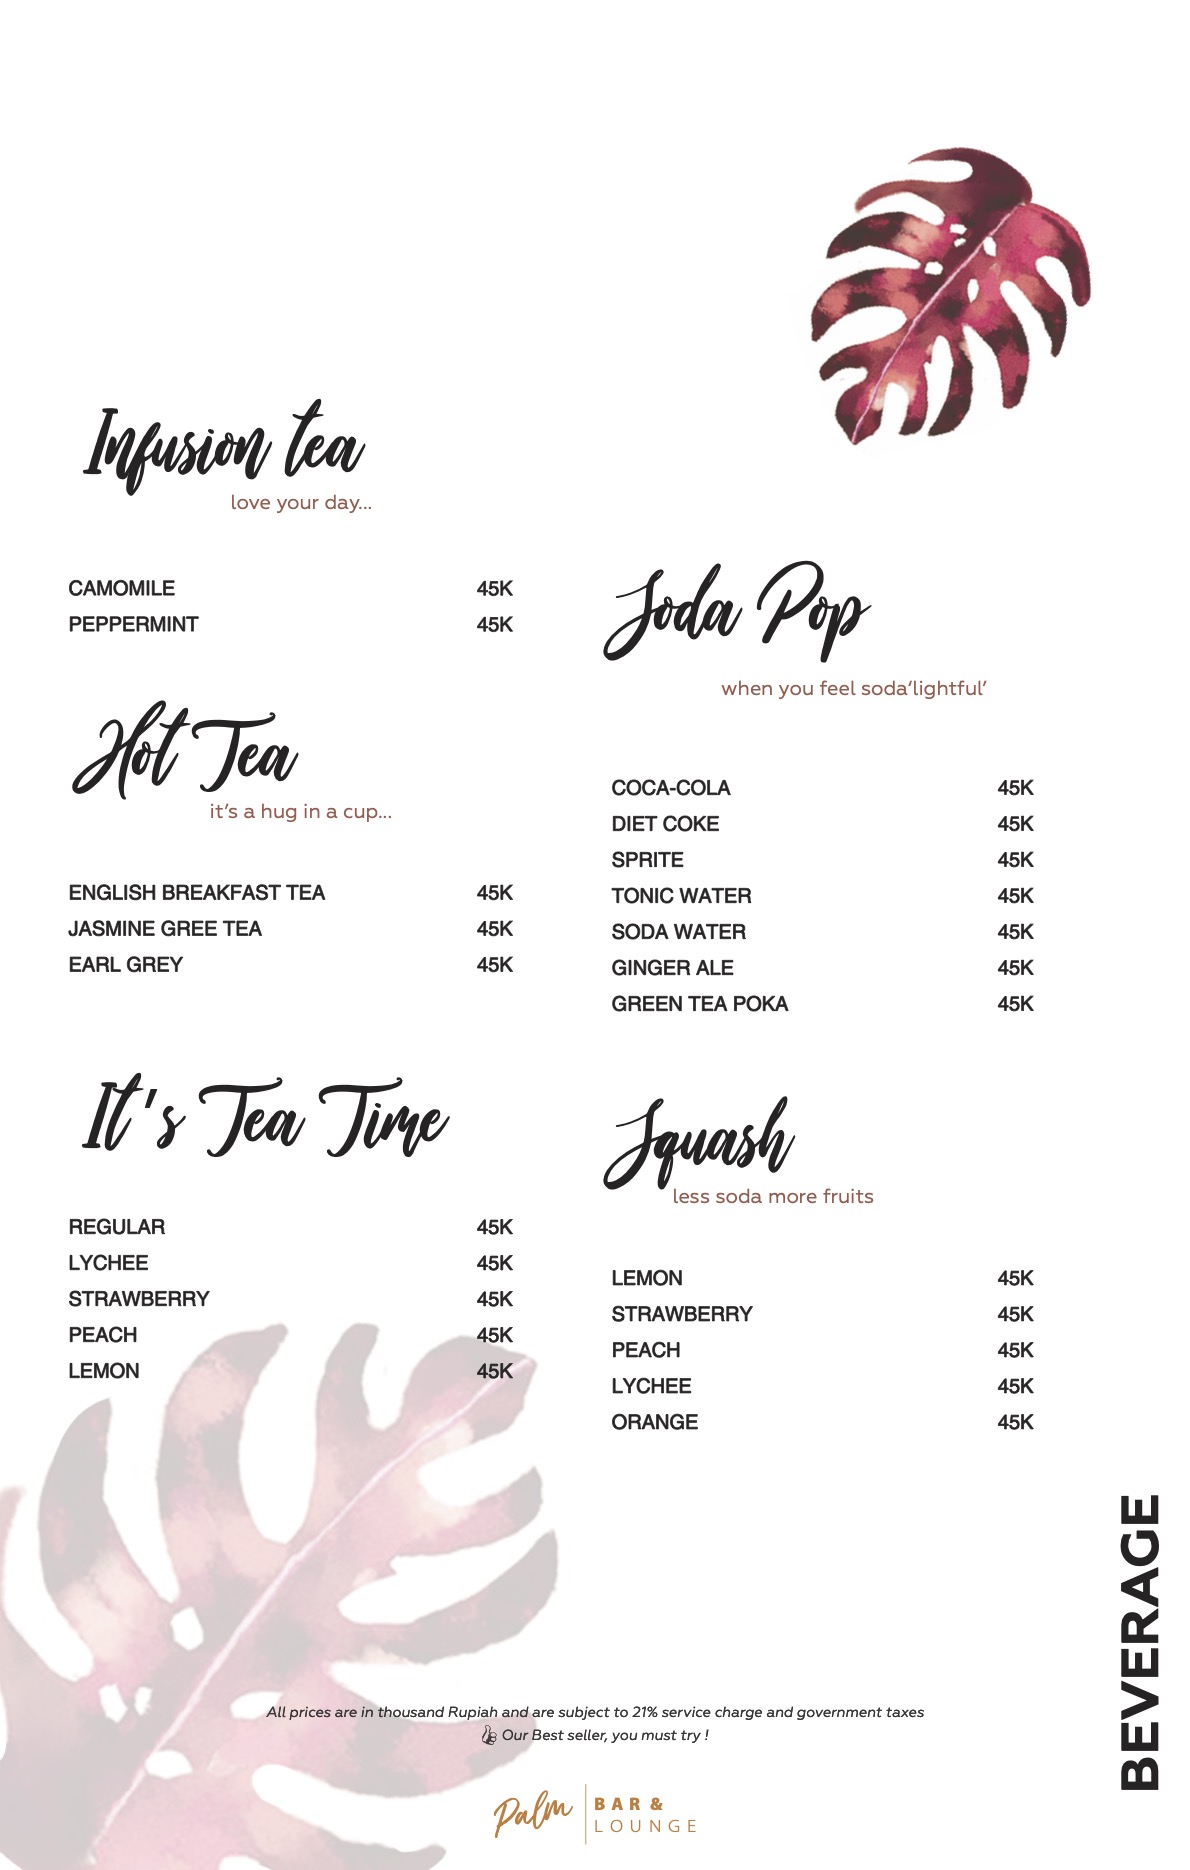 Infusion tea
love your day...
CAMOMILE 45K
PEPPERMINT 45K
Hot Tea
it's a hug in a cup...
ENGLISH BREAKFAST TEA 45K
JASMINE GREE TEA 45K
EARL GREY 45K
It's Tea Time
REGULAR 45K
LYCHEE 45K
STRAWBERRY 45K
PEACH 45K
LEMON 45K
Soda Pop
when you feel soda'lightful'
COCA-COLA 45K
DIET COKE 45K
SPRITE 45K
TONIC WATER 45K
SODA WATER 45K
GINGER ALE 45K
GREEN TEA POKA 45K
Squash
less soda more fruits
LEMON 45K
STRAWBERRY 45K
PEACH 45K
LYCHEE 45K
ORANGE 45K
BEVERAGE
All prices are in thousand Rupiah and are subject to 21% service charge and government taxes
Our Best seller, you must try !
Palm BAR &
LOUNGE